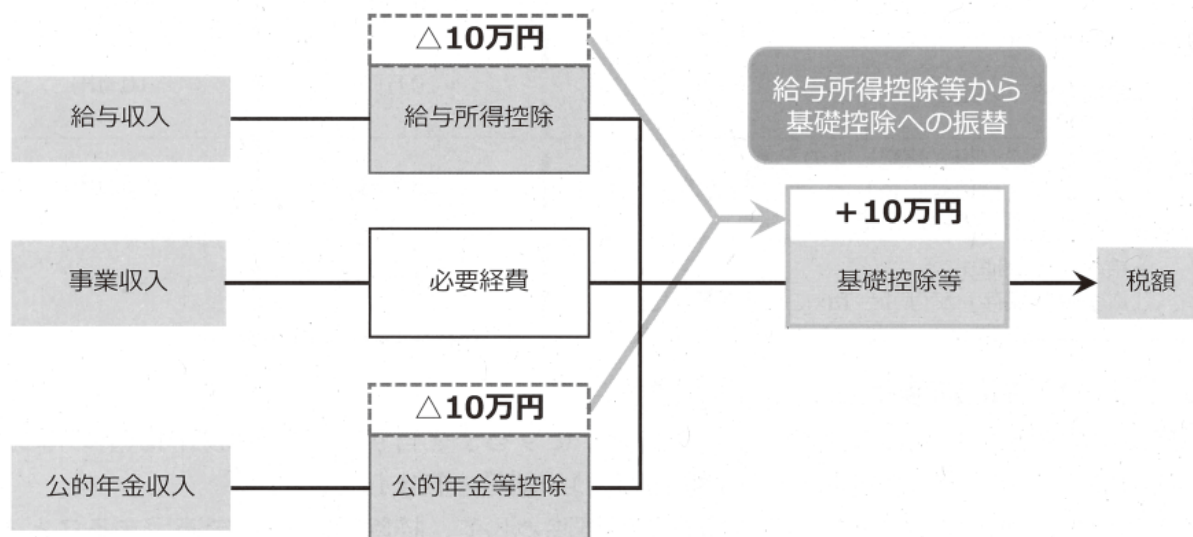 △10万円
給与収入
給与所得控除
給与所得控除等から
基礎控除への振替
+10万円
事業収入
必要経費
基礎控除等
税額
△10万円
公的年金収入
公的年金等控除